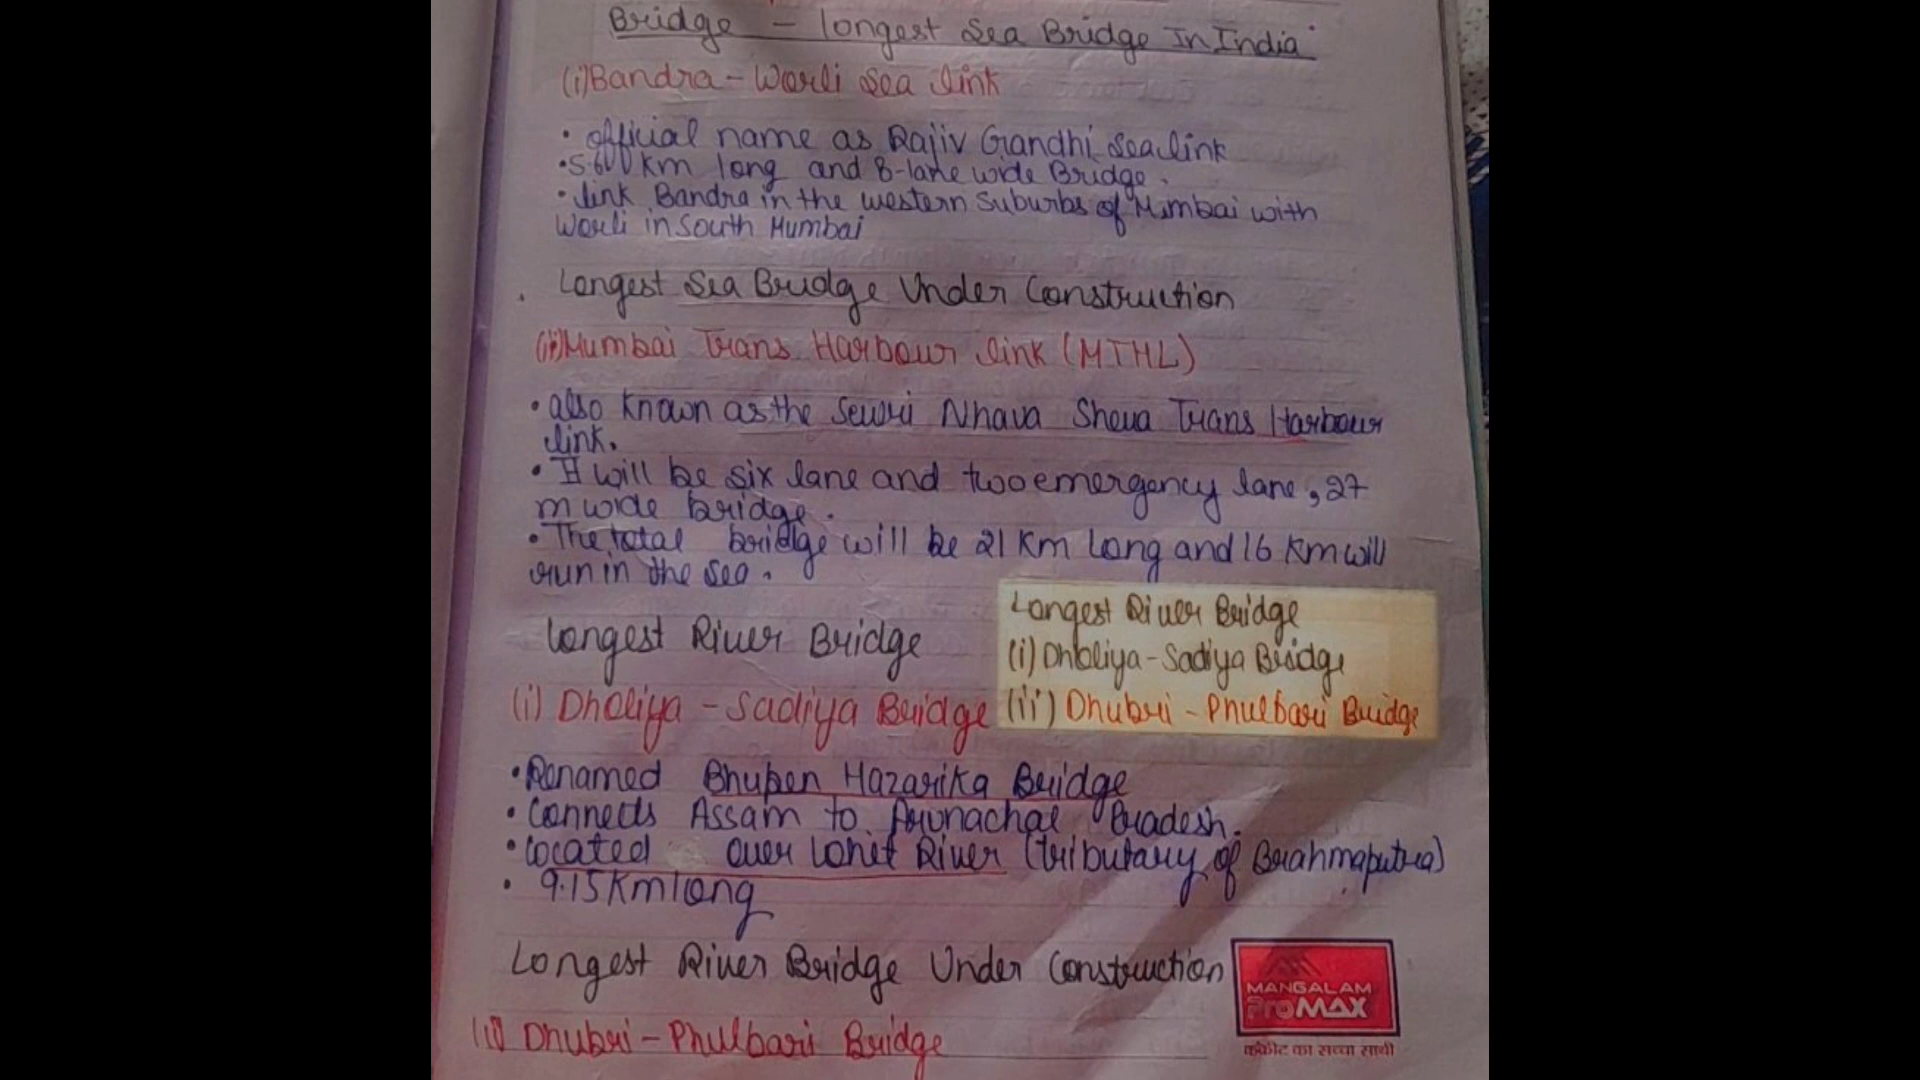 Bridge - longest Sea Bridge In India
(i) Bandra - Worli Sea link
• official name as Rajiv Gandhi Sea link
• 5.600 km long and 8-lane wide Bridge.
• link Bandra in the western Suburbs of Mumbai with
Worli in South Mumbai
Longest Sea Bridge Under Construction
(ii) Mumbai Trans Harbour link (MTHL)
• also known as the Sewri Nhava Sheva Trans Harbour
link.
• It will be six lane and two emergency lane, 27
m wide bridge.
• The total bridge will be 21 Km Long and 16 Km will
run in the sea.
longest River Bridge
(i) Dholiya - Sadiya Bridge
Longest River Bridge
(i) Dholiya - Sadiya Bridge
(ii) Dhubri - Phulbari Bridge
• Renamed Bhupen Hazarika Bridge
• Connects Assam to Arunachal Pradesh.
• Located over Lohit River (tributary of Brahmaputra)
• 9.15 Km long
Longest River Bridge Under Construction
(ii) Dhubri - Phulbari Bridge
MANGALAM
ProMAX
कंक्रीट का सच्चा साथी